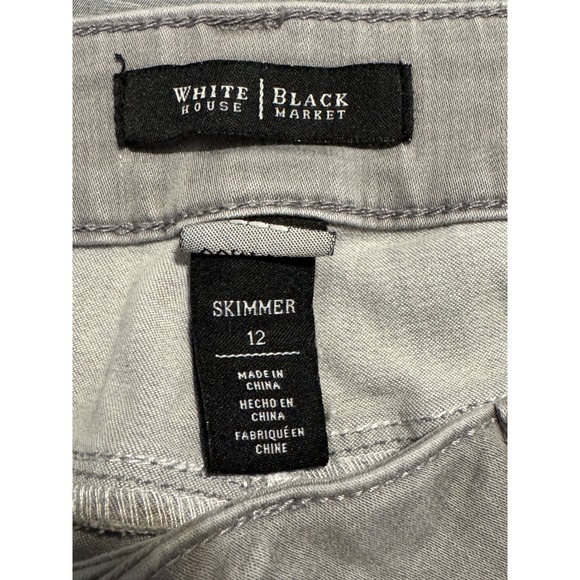 WHITE | BLACK
HOUSE | MARKET
SKIMMER
12
MADE IN
CHINA
HECHO EN
CHINA
FABRIQUÉ EN
CHINE